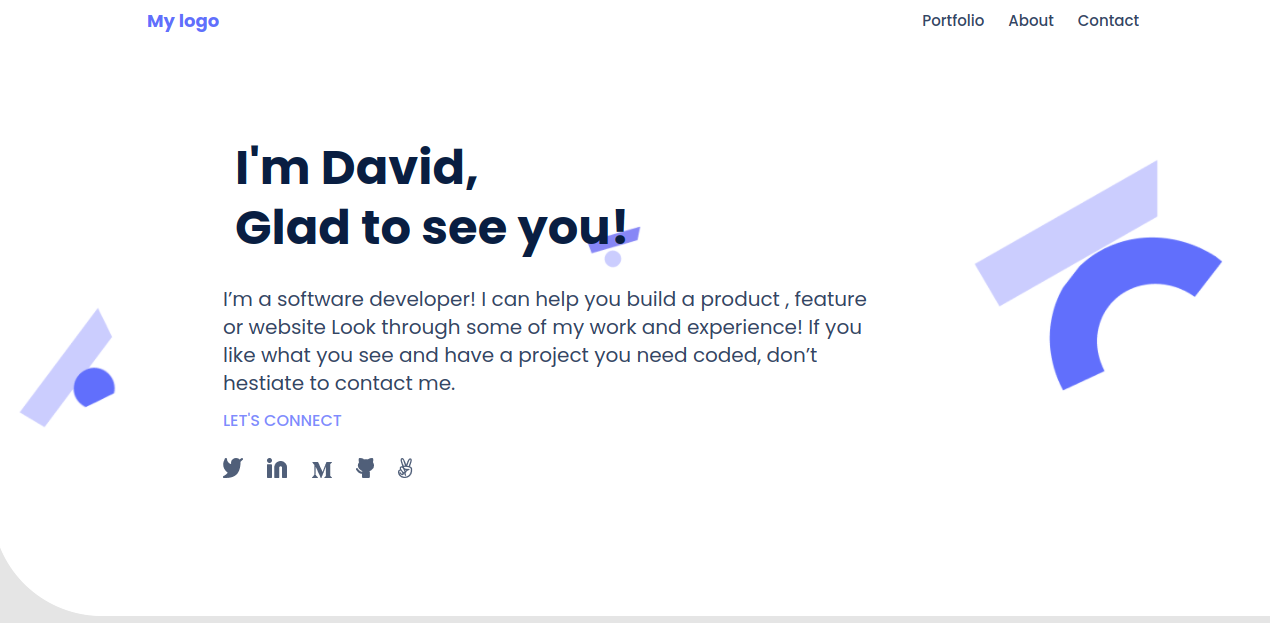 My logo
Portfolio About Contact
I'm David,
Glad to see you!
I’m a software developer! I can help you build a product , feature
or website Look through some of my work and experience! If you
like what you see and have a project you need coded, don’t
hestiate to contact me.
LET'S CONNECT